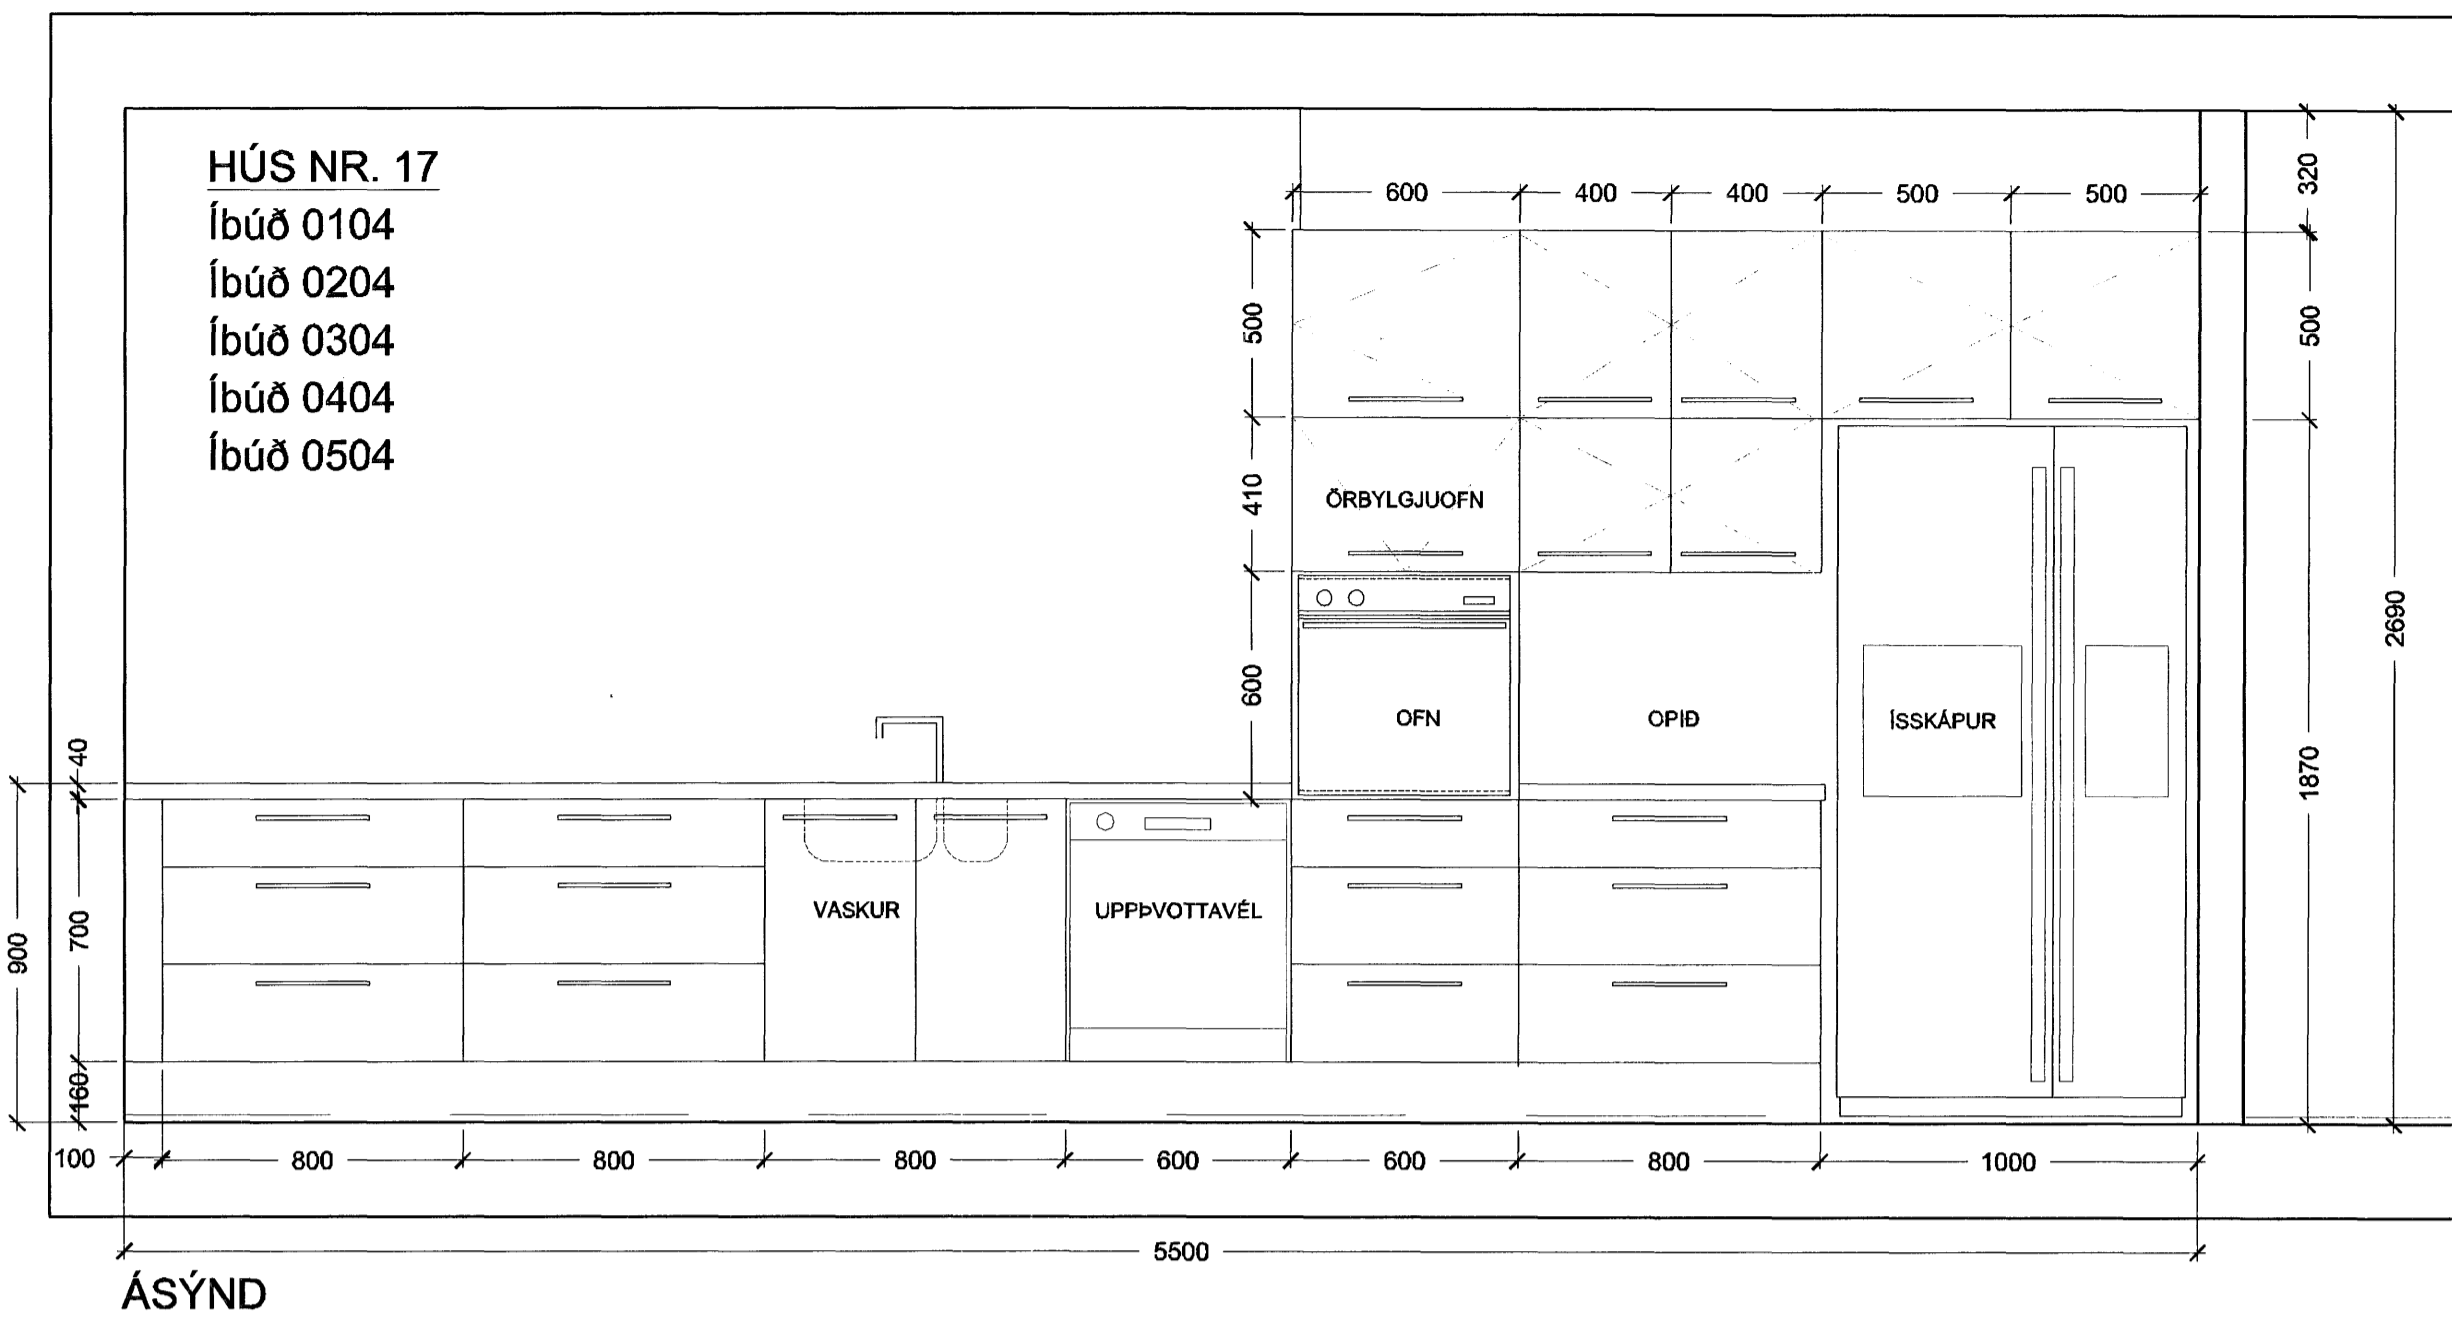 HÚS NR. 17
Íbúð 0104
Íbúð 0204
Íbúð 0304
Íbúð 0404
Íbúð 0504
600 400 400 500 500
320
500
500
410
ÖRBYLGJUOFN
600
OFN
OPIÐ
ÍSSKÁPUR
2690
1870
40
700
900
160
VASKUR
UPPÞVOTTAVÉL
100 800 800 800 600 600 800 1000
5500
ÁSÝND